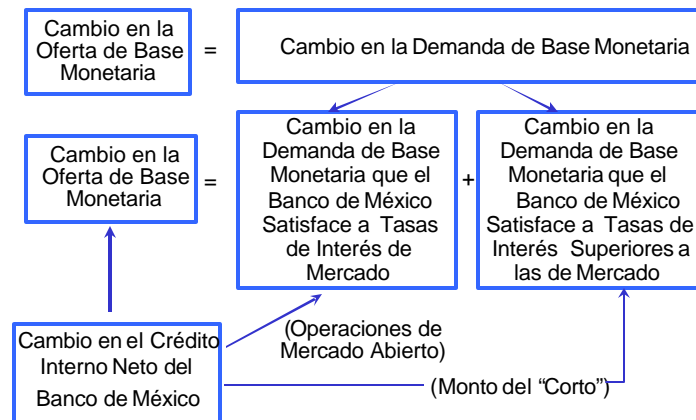 Cambio en la
Oferta de Base
Monetaria
=
Cambio en la Demanda de Base Monetaria
Cambio en la
Oferta de Base
Monetaria
=
Cambio en la
Demanda de Base
Monetaria que el
Banco de México
Satisface a Tasas
de Interés de
Mercado
+
Cambio en la
Demanda de Base
Monetaria que el
Banco de México
Satisface a Tasas de
Interés Superiores a
las de Mercado
Cambio en el Crédito
Interno Neto del
Banco de México
(Operaciones de
Mercado Abierto)
(Monto del “Corto”)